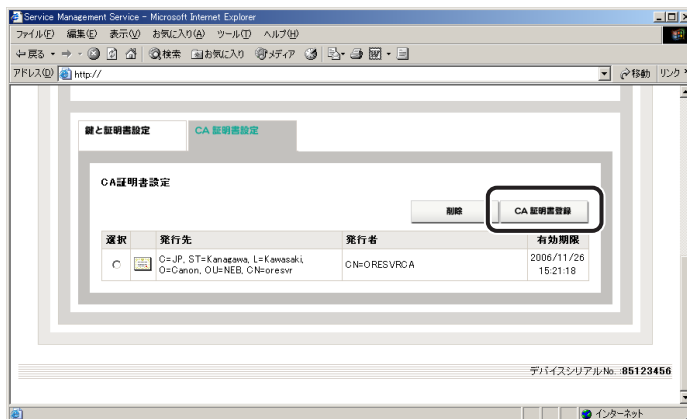 Service Management Service - Microsoft Internet Explorer
ファイル(F) 編集(E) 表示(V) お気に入り(A) ツール(T) ヘルプ(H)
戻る 検索 お気に入り メディア
アドレス(D) http:// 移動 リンク
鍵と証明書設定 CA 証明書設定
CA証明書設定
削除 CA 証明書登録
選択 発行先 発行者 有効期限
C=JP, ST=Kanagawa, L=Kawasaki, O=Canon, OU=NEB, CN=oresvr CN=ORESVRCA 2006/11/26 15:21:18
デバイスシリアルNo. :85123456
インターネット